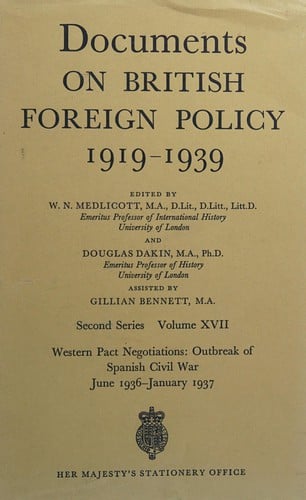 Documents
ON BRITISH
FOREIGN POLICY
1919–1939
EDITED BY
W. N. MEDLICOTT, M.A., D.Lit., D.Litt., Litt.D.
Emeritus Professor of International History
University of London
AND
DOUGLAS DAKIN, M.A., Ph.D.
Emeritus Professor of History
University of London
ASSISTED BY
GILLIAN BENNETT, M.A.
Second Series Volume XVII
Western Pact Negotiations: Outbreak of
Spanish Civil War
June 1936–January 1937
HER MAJESTY'S STATIONERY OFFICE